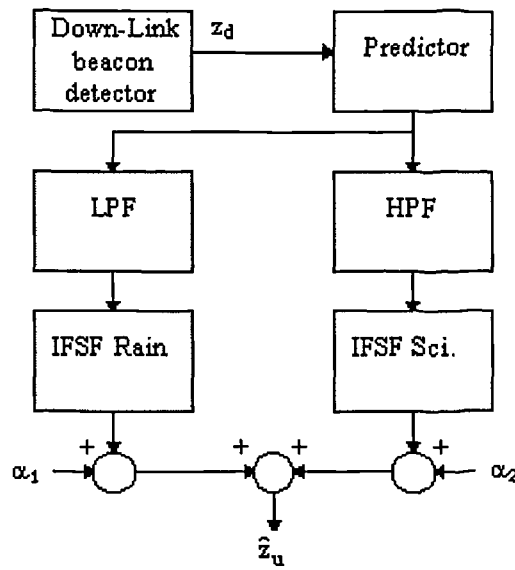 Down-Link
beacon
detector
z_d
Predictor
LPF
HPF
IFSF Rain
IFSF Sci.
+ + + +
α₁ α₂
ẑ_u